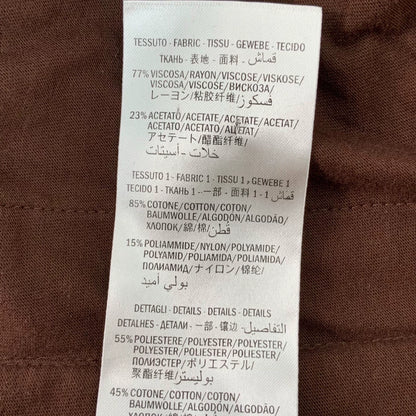 TESSUTO - FABRIC - TISSU - GEWEBE - TECIDO
ТКАНЬ - 表地 - 面料 - قماش
77% VISCOSA/RAYON/VISCOSE/VISKOSE/
VISCOSA/VISCOSE/ВИСКОЗА/
レーヨン/粘胶纤维/فسكوز
23% ACETATO/ACETATE/ACETATE/ACETAT/
ACETATO/ACETATO/АЦЕТАТ/
アセテート/醋酯纤维/
خلات - أسيتات
TESSUTO 1 - FABRIC 1 - TISSU 1, GEWEBE 1
TECIDO 1 - ТКАНЬ 1 - 一部 - 面料 1 - قماش 1
85% COTONE/COTTON/COTON/
BAUMWOLLE/ALGODÓN/ALGODÃO/
ХЛОПОК/綿/棉/قطن
15% POLIAMMIDE/NYLON/POLYAMIDE/
POLYAMID/POLIAMIDA/POLIAMIDA/
ПОЛИАМИД/ナイロン/锦纶/
بولي أميد
DETTAGLI - DETAILS - DETAILS - DETAILS
DETALHES - ДЕТАЛИ - 一部 - 镶边 - التفاصيل
55% POLIESTERE/POLYESTER/POLYESTER/
POLYESTER/POLIÉSTER/POLIÉSTER/
ПОЛИЭСТЕР/ポリエステル/
聚酯纤维/بوليستر
45% COTONE/COTTON/COTON/
BAUMWOLLE/ALGODÓN/ALGODÃO/